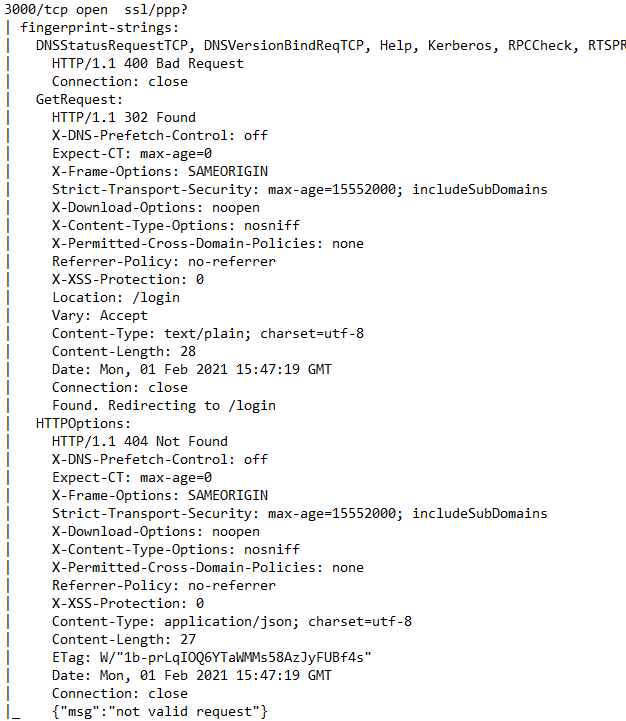 3000/tcp open  ssl/ppp?
| fingerprint-strings:
|   DNSStatusRequestTCP, DNSVersionBindReqTCP, Help, Kerberos, RPCCheck, RTSPR
|     HTTP/1.1 400 Bad Request
|     Connection: close
|   GetRequest:
|     HTTP/1.1 302 Found
|     X-DNS-Prefetch-Control: off
|     Expect-CT: max-age=0
|     X-Frame-Options: SAMEORIGIN
|     Strict-Transport-Security: max-age=15552000; includeSubDomains
|     X-Download-Options: noopen
|     X-Content-Type-Options: nosniff
|     X-Permitted-Cross-Domain-Policies: none
|     Referrer-Policy: no-referrer
|     X-XSS-Protection: 0
|     Location: /login
|     Vary: Accept
|     Content-Type: text/plain; charset=utf-8
|     Content-Length: 28
|     Date: Mon, 01 Feb 2021 15:47:19 GMT
|     Connection: close
|     Found. Redirecting to /login
|   HTTPOptions:
|     HTTP/1.1 404 Not Found
|     X-DNS-Prefetch-Control: off
|     Expect-CT: max-age=0
|     X-Frame-Options: SAMEORIGIN
|     Strict-Transport-Security: max-age=15552000; includeSubDomains
|     X-Download-Options: noopen
|     X-Content-Type-Options: nosniff
|     X-Permitted-Cross-Domain-Policies: none
|     Referrer-Policy: no-referrer
|     X-XSS-Protection: 0
|     Content-Type: application/json; charset=utf-8
|     Content-Length: 27
|     ETag: W/"1b-prLqIOQ6YTaWMMs58AzJyFUBf4s"
|     Date: Mon, 01 Feb 2021 15:47:19 GMT
|     Connection: close
|_    {"msg":"not valid request"}